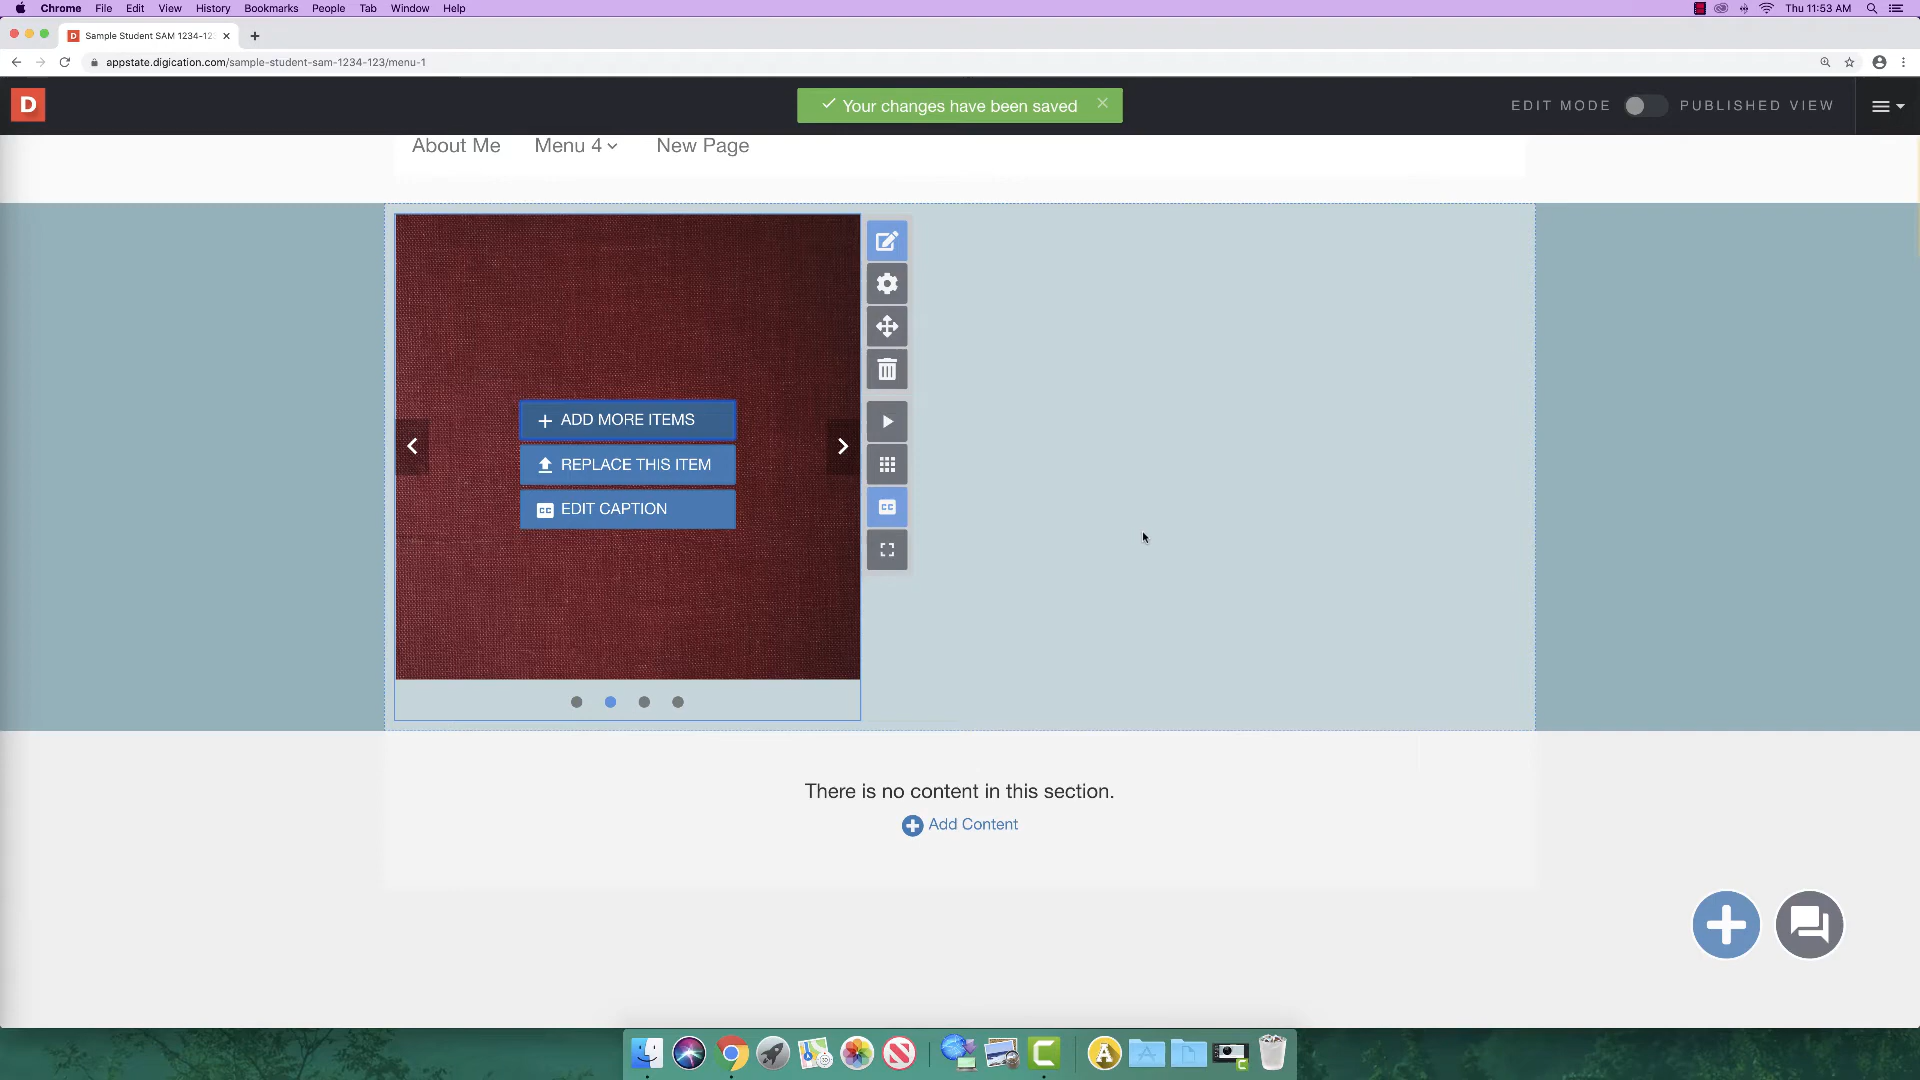 Chrome File Edit View History Bookmarks People Tab Window Help
Thu 11:53 AM
D Sample Student SAM 1234-12
appstate.digication.com/sample-student-sam-1234-123/menu-1
D
Your changes have been saved
EDIT MODE
PUBLISHED VIEW
About Me
Menu 4
New Page
ADD MORE ITEMS
REPLACE THIS ITEM
CC EDIT CAPTION
CC
There is no content in this section.
Add Content